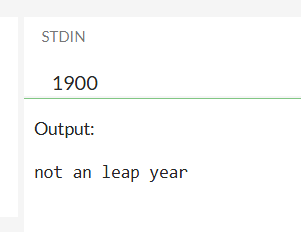 STDIN
1900
Output:
not an leap year